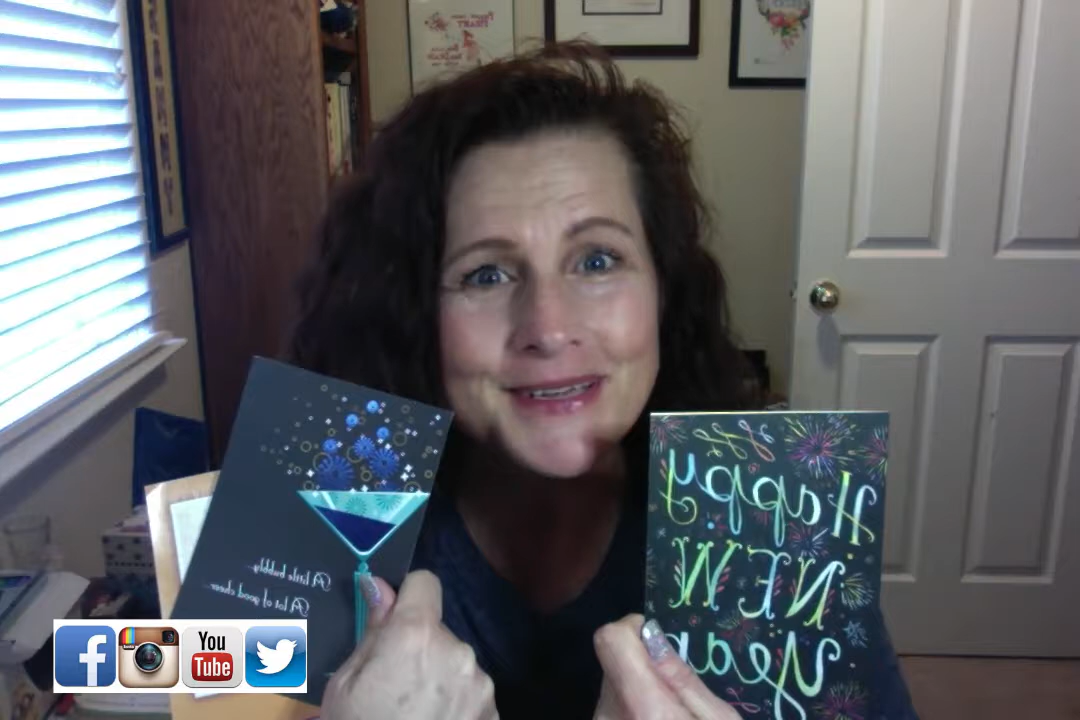 A little bubbly...
A lot of good cheer...
Happy
NEW
Year
f
You
Tube